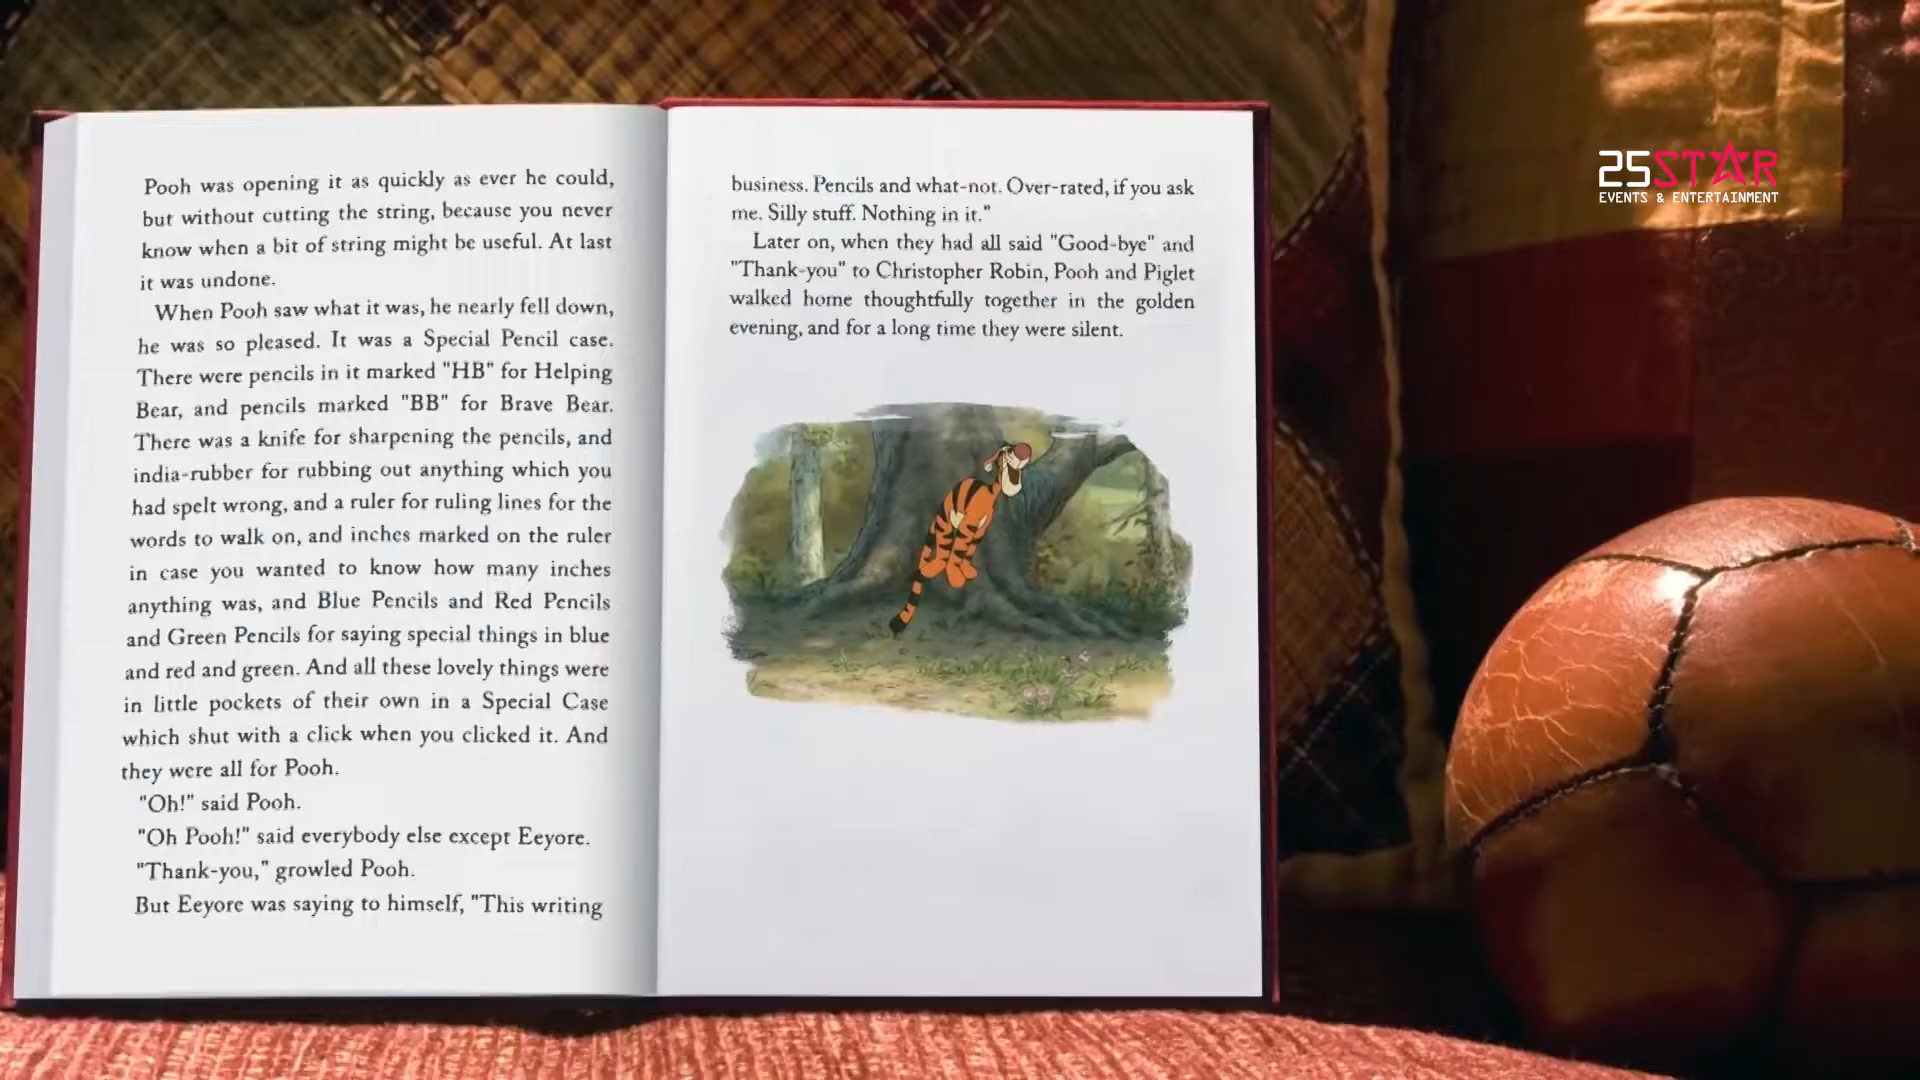 Pooh was opening it as quickly as ever he could,
but without cutting the string, because you never
know when a bit of string might be useful. At last
it was undone.
When Pooh saw what it was, he nearly fell down,
he was so pleased. It was a Special Pencil case.
There were pencils in it marked "HB" for Helping
Bear, and pencils marked "BB" for Brave Bear.
There was a knife for sharpening the pencils, and
india-rubber for rubbing out anything which you
had spelt wrong, and a ruler for ruling lines for the
words to walk on, and inches marked on the ruler
in case you wanted to know how many inches
anything was, and Blue Pencils and Red Pencils
and Green Pencils for saying special things in blue
and red and green. And all these lovely things were
in little pockets of their own in a Special Case
which shut with a click when you clicked it. And
they were all for Pooh.
"Oh!" said Pooh.
"Oh Pooh!" said everybody else except Eeyore.
"Thank-you," growled Pooh.
But Eeyore was saying to himself, "This writing
business. Pencils and what-not. Over-rated, if you ask
me. Silly stuff. Nothing in it."
Later on, when they had all said "Good-bye" and
"Thank-you" to Christopher Robin, Pooh and Piglet
walked home thoughtfully together in the golden
evening, and for a long time they were silent.
25STAR
EVENTS & ENTERTAINMENT